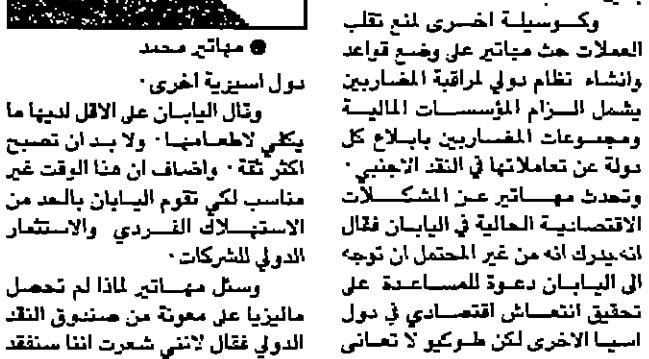 وكوسيلة اخرى لمنع تقلب
العملات حث مهاتير على وضع قواعد
وانشاء نظام دولي لمراقبة المضاربين
يشمل الزام المؤسسات المالية
ومجموعات المضاربين بابلاغ كل
دولة عن تعاملاتها في النقد الاجنبي.
وتحدث مهاتير عن المشكلات
الاقتصادية الحالية في اليابان فقال
انه يدرك انه من غير المحتمل ان توجه
الى اليابان دعوة للمساعدة على
تحقيق انتعاش اقتصادي في دول
اسيا الاخرى لكن طوكيو لا تعاني
● مهاتير محمد
دول اسيزية اخرى.
وقال اليابان على الاقل لديها ما
يكفي لاطعامها. ولا بد ان تصبح
اكثر ثقة. واضاف ان هذا الوقت غير
مناسب لكي تقوم اليابان بالحد من
الاستهلاك الفردي والاستثمار
الدولي للشركات.
وسئل مهاتير لماذا لم تحصل
ماليزيا على معونة من صندوق النقد
الدولي فقال لانني شعرت اننا سنفقد